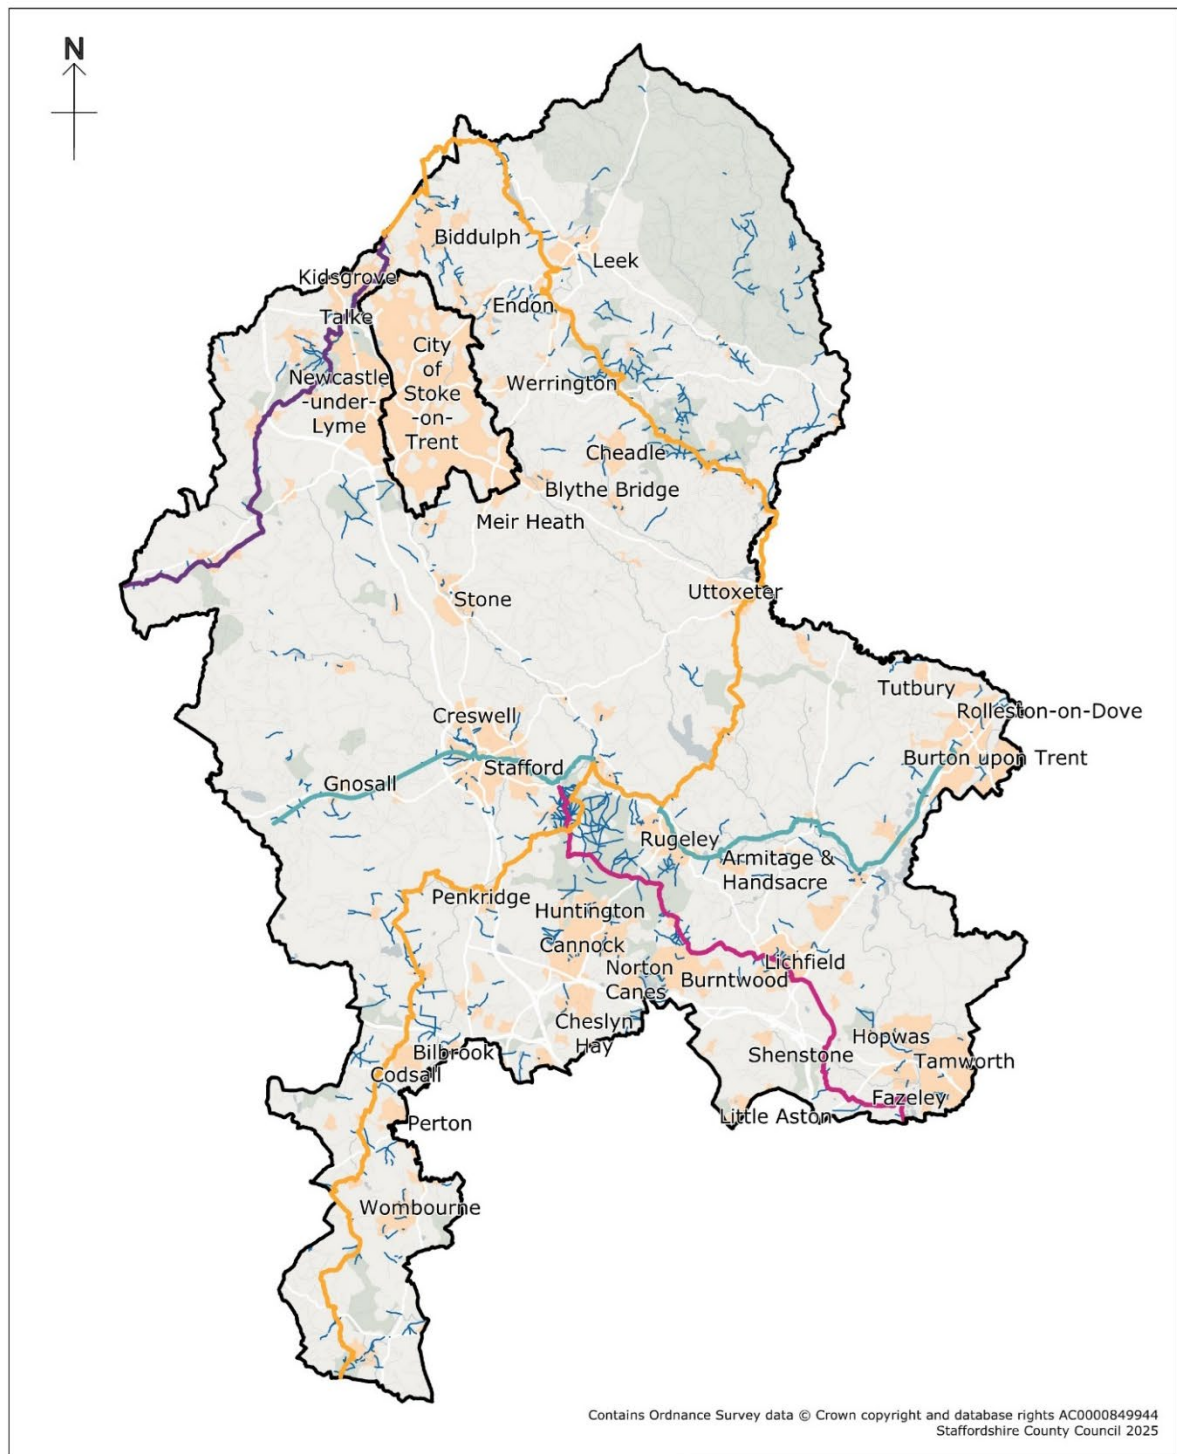 N
Biddulph
Leek
Kidsgrove
Endon
Talke
City
of
Stoke
-on-
Trent
Newcastle
-under-
Lyme
Werrington
Cheadle
Blythe Bridge
Meir Heath
Uttoxeter
Stone
Tutbury
Rolleston-on-Dove
Creswell
Burton upon Trent
Stafford
Gnosall
Rugeley
Armitage &
Handsacre
Penkridge
Huntington
Cannock
Lichfield
Norton
Canes
Burntwood
Cheslyn
Hay
Hopwas
Bilbrook
Shenstone
Tamworth
Codsall
Fazeley
Little Aston
Perton
Wombourne
Contains Ordnance Survey data © Crown copyright and database rights AC0000849944
Staffordshire County Council 2025